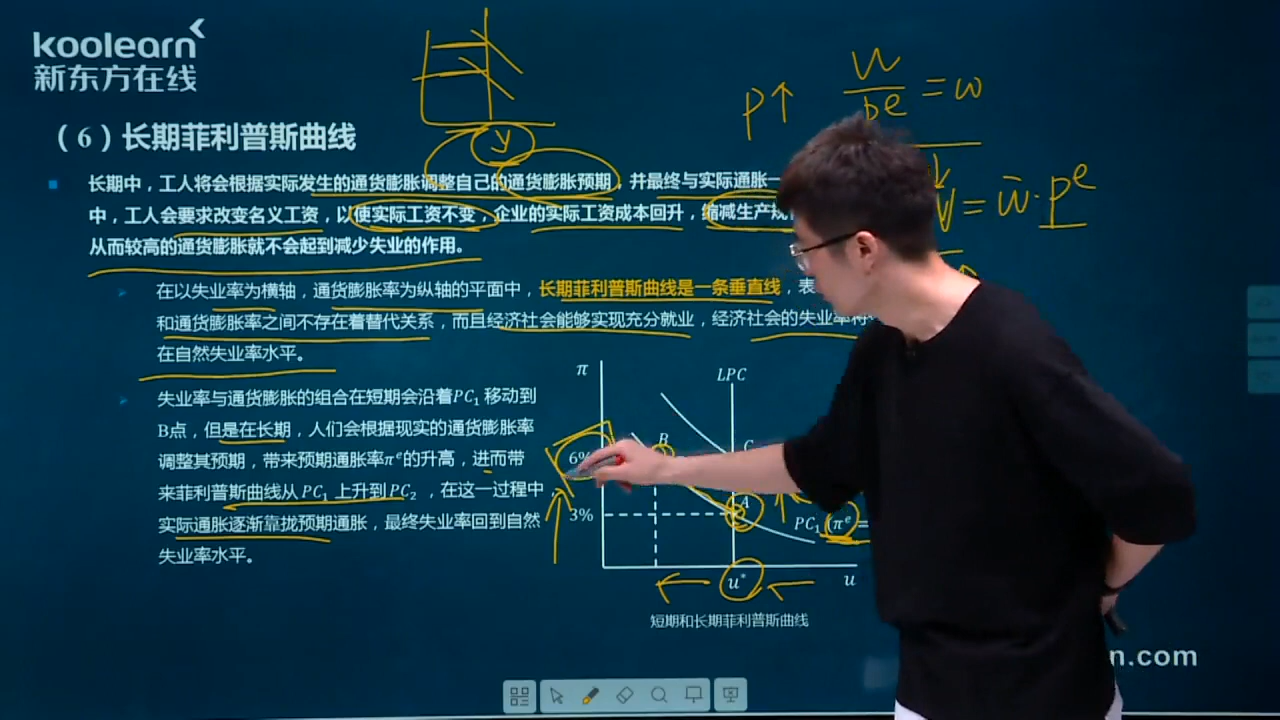 koolearn
新东方在线
P↑ W/pe = w
（6）长期菲利普斯曲线
y
长期中，工人将会根据实际发生的通货膨胀调整自己的通货膨胀预期，并最终与实际通胀一
W = w̄·pe
中，工人会要求改变名义工资，以使实际工资不变，企业的实际工资成本回升，缩减生产规
从而较高的通货膨胀就不会起到减少失业的作用。
在以失业率为横轴，通货膨胀率为纵轴的平面中，长期菲利普斯曲线是一条垂直线，表
和通货膨胀率之间不存在着替代关系，而且经济社会能够实现充分就业，经济社会的失业率将
在自然失业率水平。
失业率与通货膨胀的组合在短期会沿着PC1 移动到
B点，但是在长期，人们会根据现实的通货膨胀率
调整其预期，带来预期通胀率πe的升高，进而带
来菲利普斯曲线从 PC1 上升到PC2 ，在这一过程中，
实际通胀逐渐靠拢预期通胀，最终失业率回到自然
失业率水平。
π
LPC
B
C
6%
A
3%
PC1 (πe =
u*
u
短期和长期菲利普斯曲线
n.com